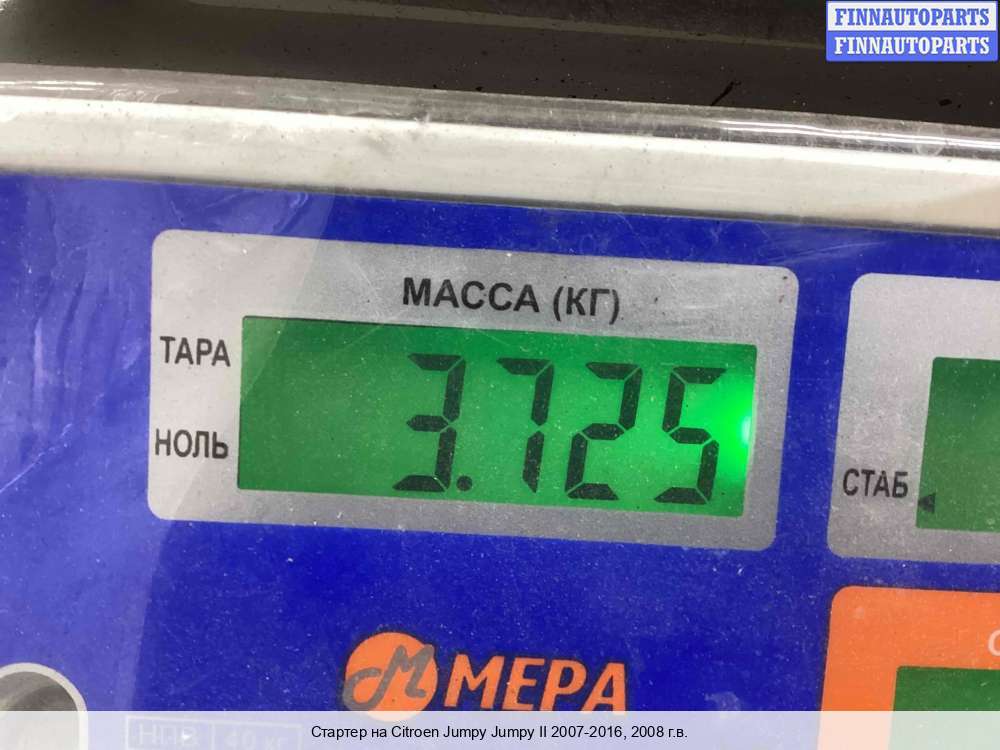 FINNAUTOPARTS
FINNAUTOPARTS
МАССА (КГ)
ТАРА
3.725
НОЛЬ
СТАБ
МЕРА
Стартер на Citroen Jumpy Jumpy II 2007-2016, 2008 г.в.